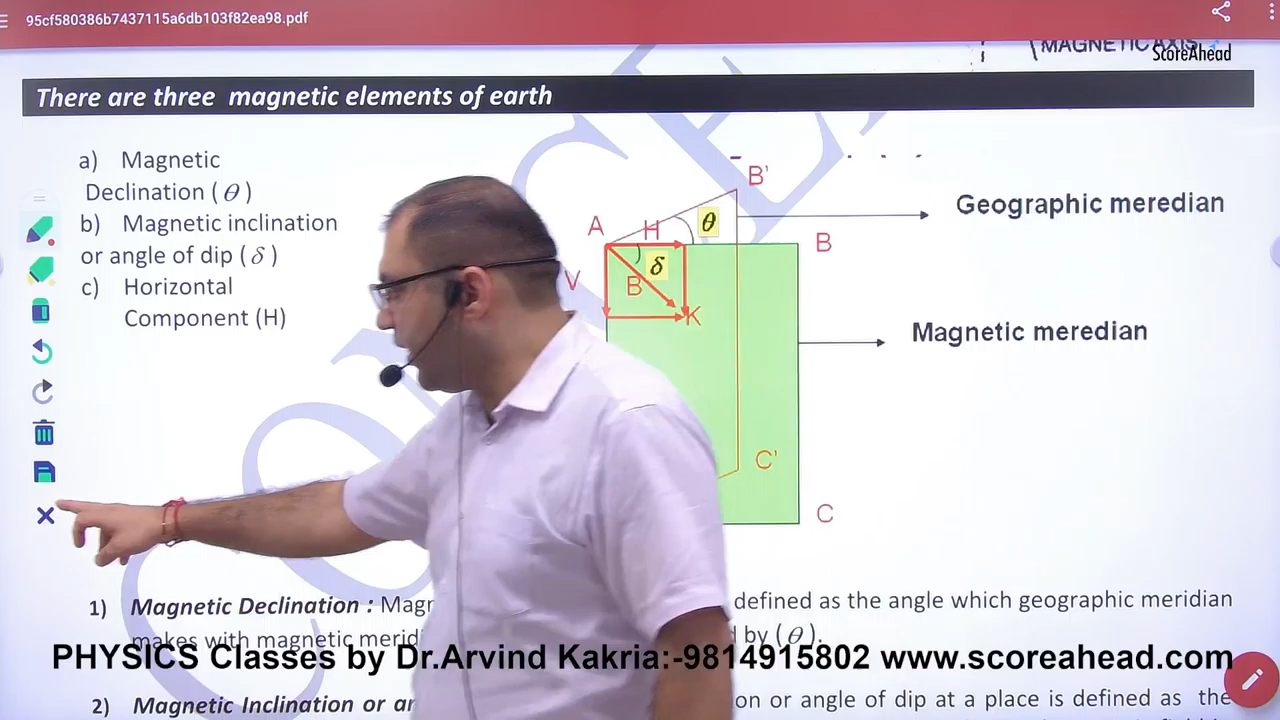 95cf580386b7437115a6db103f82ea98.pdf
MAGNETIC AXIS
ScoreAhead
There are three magnetic elements of earth
a) Magnetic
Declination ( θ )
b) Magnetic inclination
or angle of dip ( δ )
c) Horizontal
Component (H)
B'
A H θ
Geographic meredian
B
V B δ
K
Magnetic meredian
C'
C
1) Magnetic Declination : Magr defined as the angle which geographic meridian
makes with magnetic merid by (θ).
PHYSICS Classes by Dr.Arvind Kakria:-9814915802 www.scoreahead.com
2) Magnetic Inclination or ar on or angle of dip at a place is defined as the